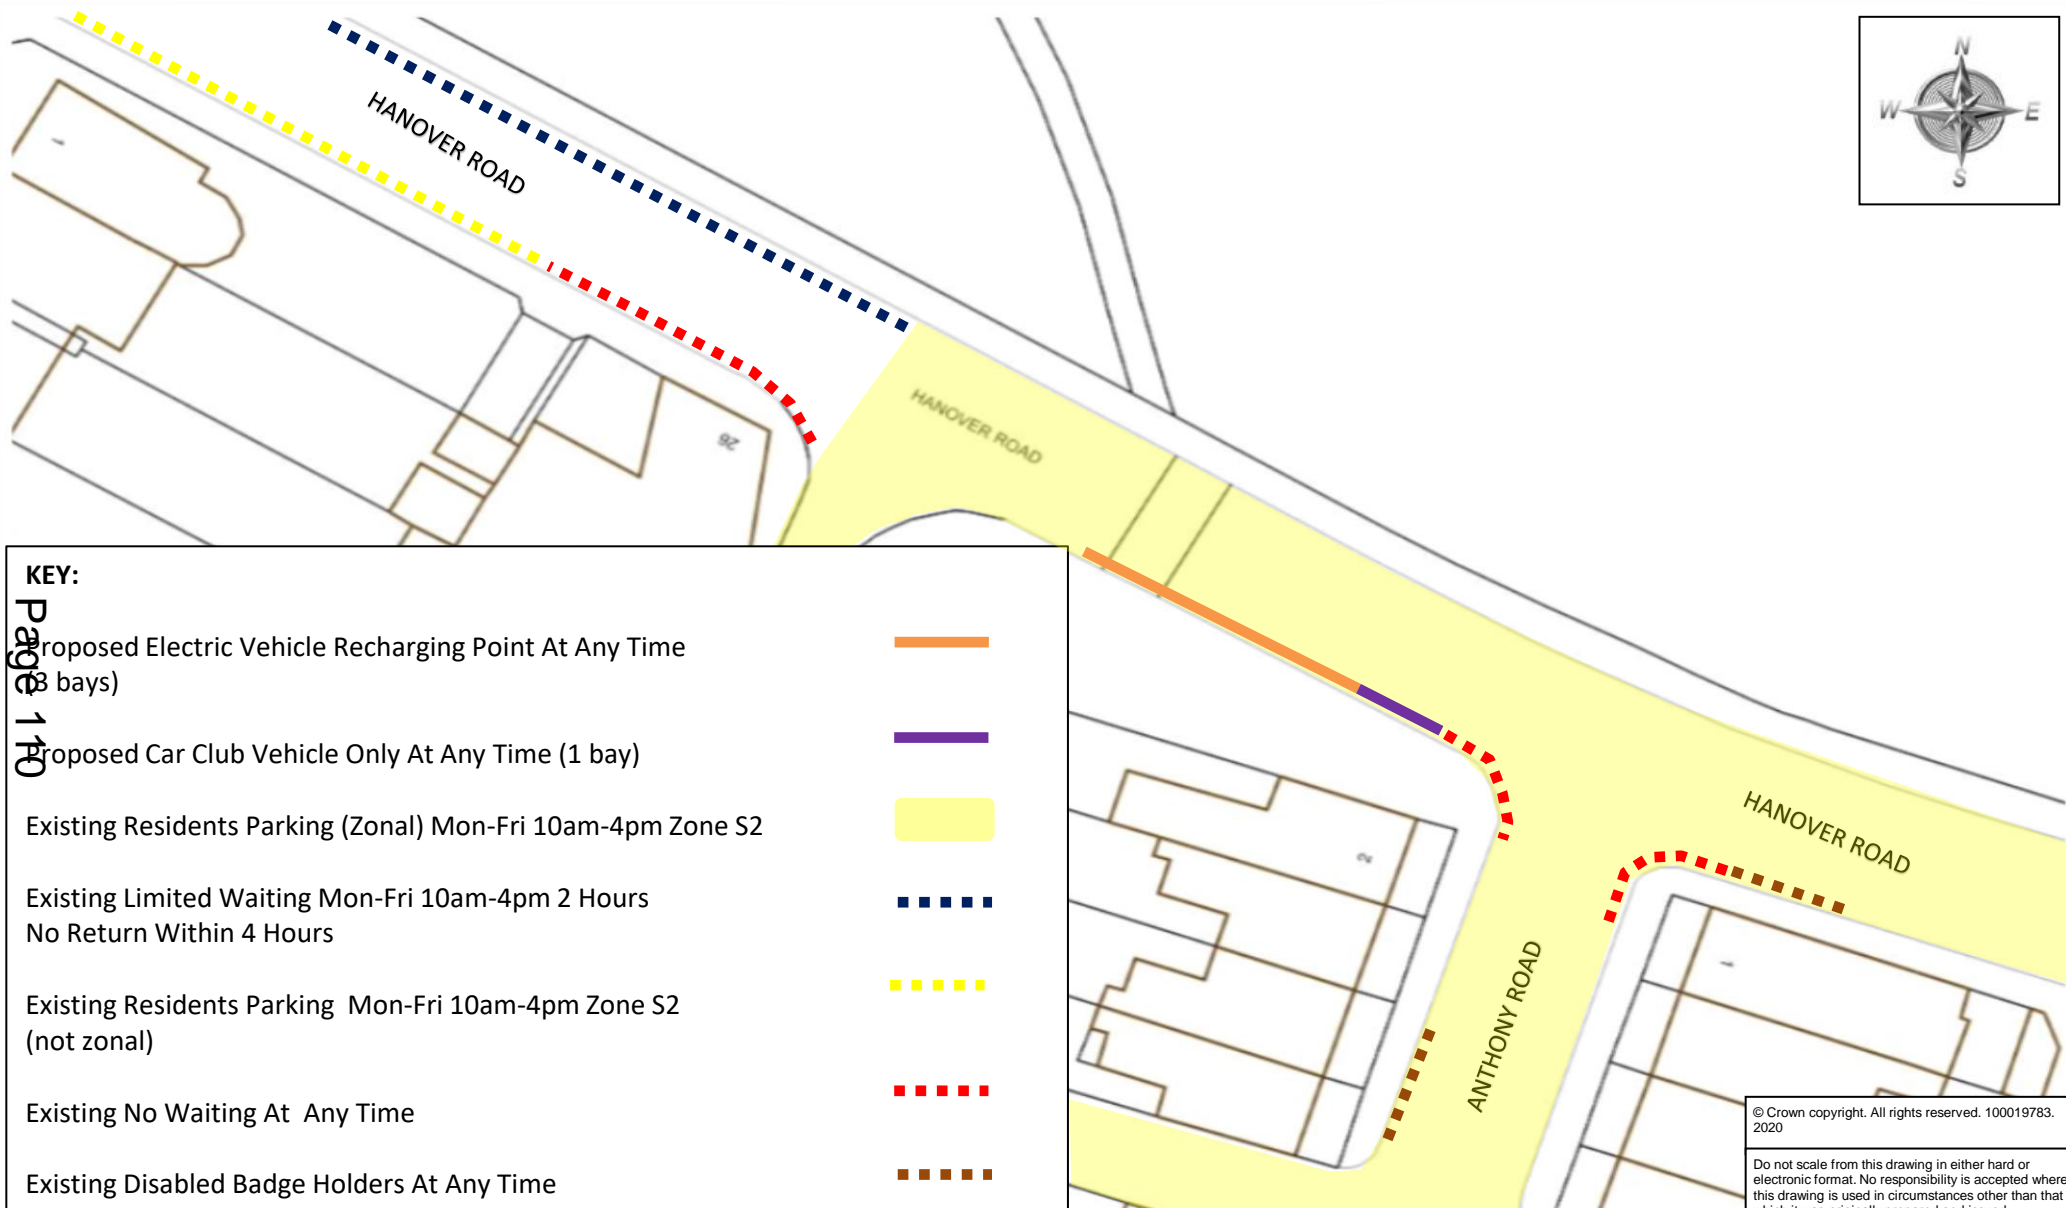 HANOVER ROAD
N
W
E
S
1
26
HANOVER ROAD
KEY:
Page 110
Proposed Electric Vehicle Recharging Point At Any Time
(3 bays)
Proposed Car Club Vehicle Only At Any Time (1 bay)
Existing Residents Parking (Zonal) Mon-Fri 10am-4pm Zone S2
Existing Limited Waiting Mon-Fri 10am-4pm 2 Hours
No Return Within 4 Hours
Existing Residents Parking  Mon-Fri 10am-4pm Zone S2
(not zonal)
Existing No Waiting At  Any Time
Existing Disabled Badge Holders At Any Time
2
HANOVER ROAD
1
ANTHONY ROAD
© Crown copyright. All rights reserved. 100019783.
2020
Do not scale from this drawing in either hard or
electronic format. No responsibility is accepted where
this drawing is used in circumstances other than that